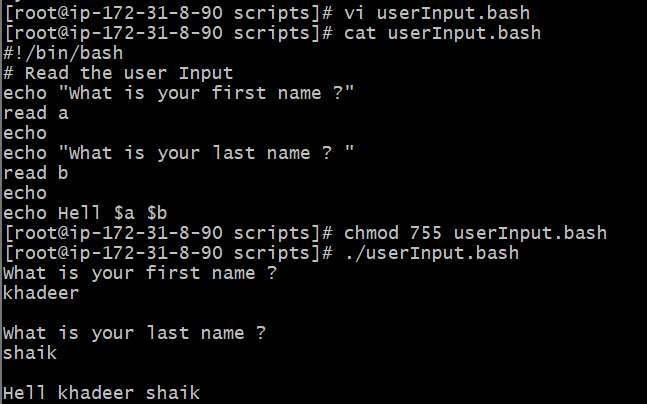 [root@ip-172-31-8-90 scripts]# vi userInput.bash
[root@ip-172-31-8-90 scripts]# cat userInput.bash
#!/bin/bash
# Read the user Input
echo "What is your first name ?"
read a
echo
echo "What is your last name ? "
read b
echo
echo Hell $a $b
[root@ip-172-31-8-90 scripts]# chmod 755 userInput.bash
[root@ip-172-31-8-90 scripts]# ./userInput.bash
What is your first name ?
khadeer

What is your last name ?
shaik

Hell khadeer shaik